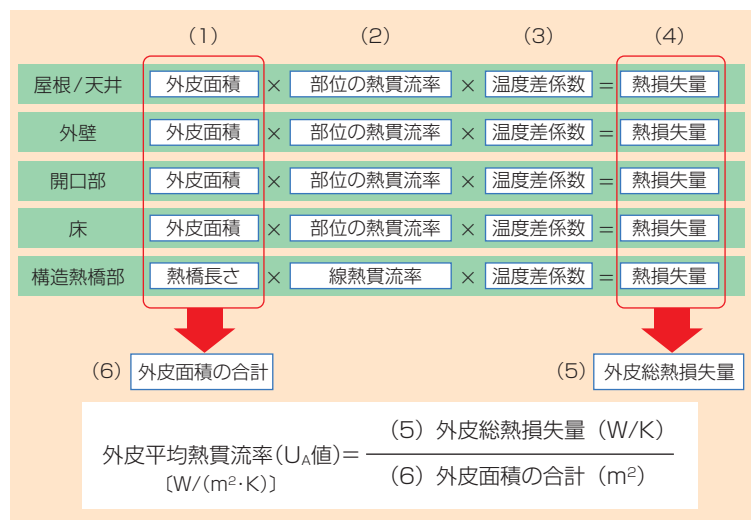 (1) (2) (3) (4)
屋根/天井 外皮面積 × 部位の熱貫流率 × 温度差係数 = 熱損失量
外壁 外皮面積 × 部位の熱貫流率 × 温度差係数 = 熱損失量
開口部 外皮面積 × 部位の熱貫流率 × 温度差係数 = 熱損失量
床 外皮面積 × 部位の熱貫流率 × 温度差係数 = 熱損失量
構造熱橋部 熱橋長さ × 線熱貫流率 × 温度差係数 = 熱損失量
(6) 外皮面積の合計 (5) 外皮総熱損失量
(5) 外皮総熱損失量 (W/K)
外皮平均熱貫流率(UA値)=
(6) 外皮面積の合計 (m²)
〔W/(m²·K)〕